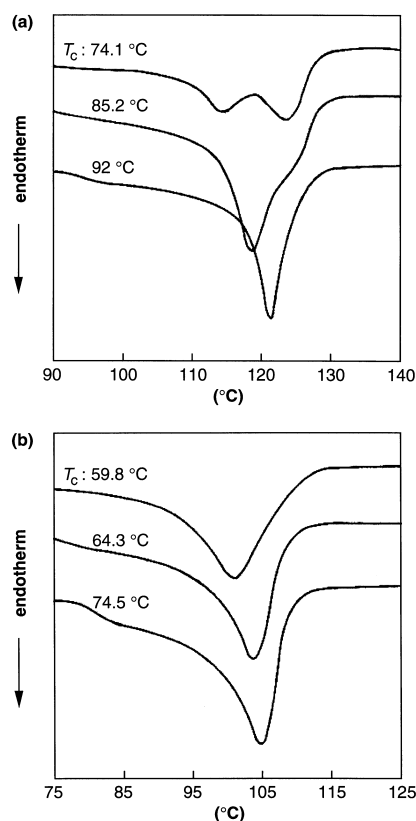 (a)
Tc : 74.1 °C
85.2 °C
92 °C
endotherm
90 100 110 120 130 140
(°C)
(b)
Tc : 59.8 °C
64.3 °C
74.5 °C
endotherm
75 85 95 105 115 125
(°C)